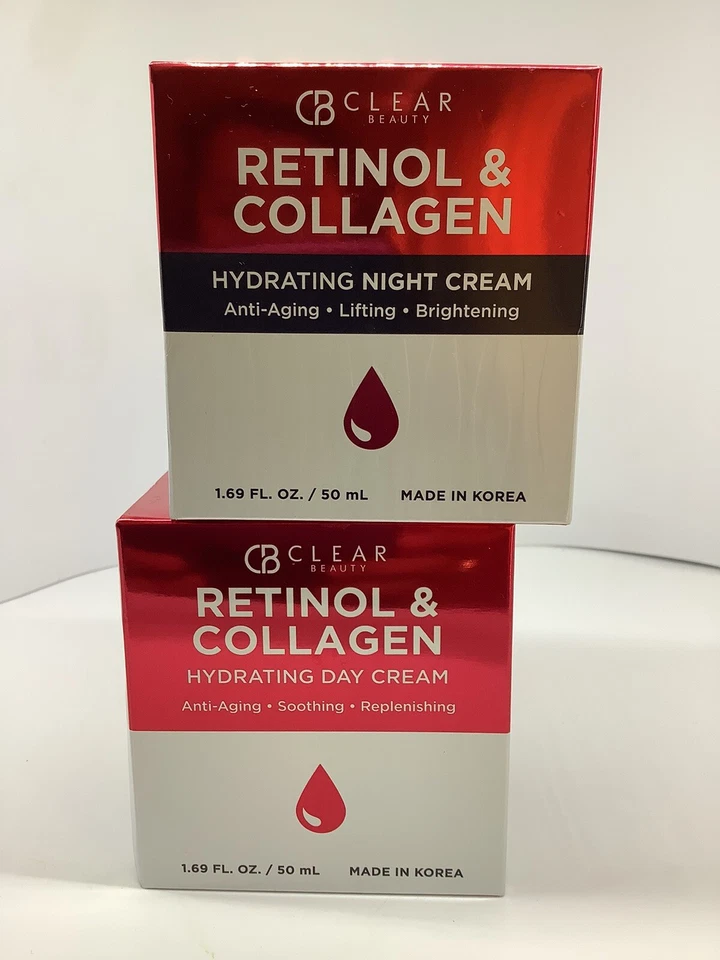 CB CLEAR
BEAUTY
RETINOL &
COLLAGEN
HYDRATING NIGHT CREAM
Anti-Aging • Lifting • Brightening
1.69 FL. OZ. / 50 mL MADE IN KOREA
CB CLEAR
BEAUTY
RETINOL &
COLLAGEN
HYDRATING DAY CREAM
Anti-Aging • Soothing • Replenishing
1.69 FL. OZ. / 50 mL MADE IN KOREA